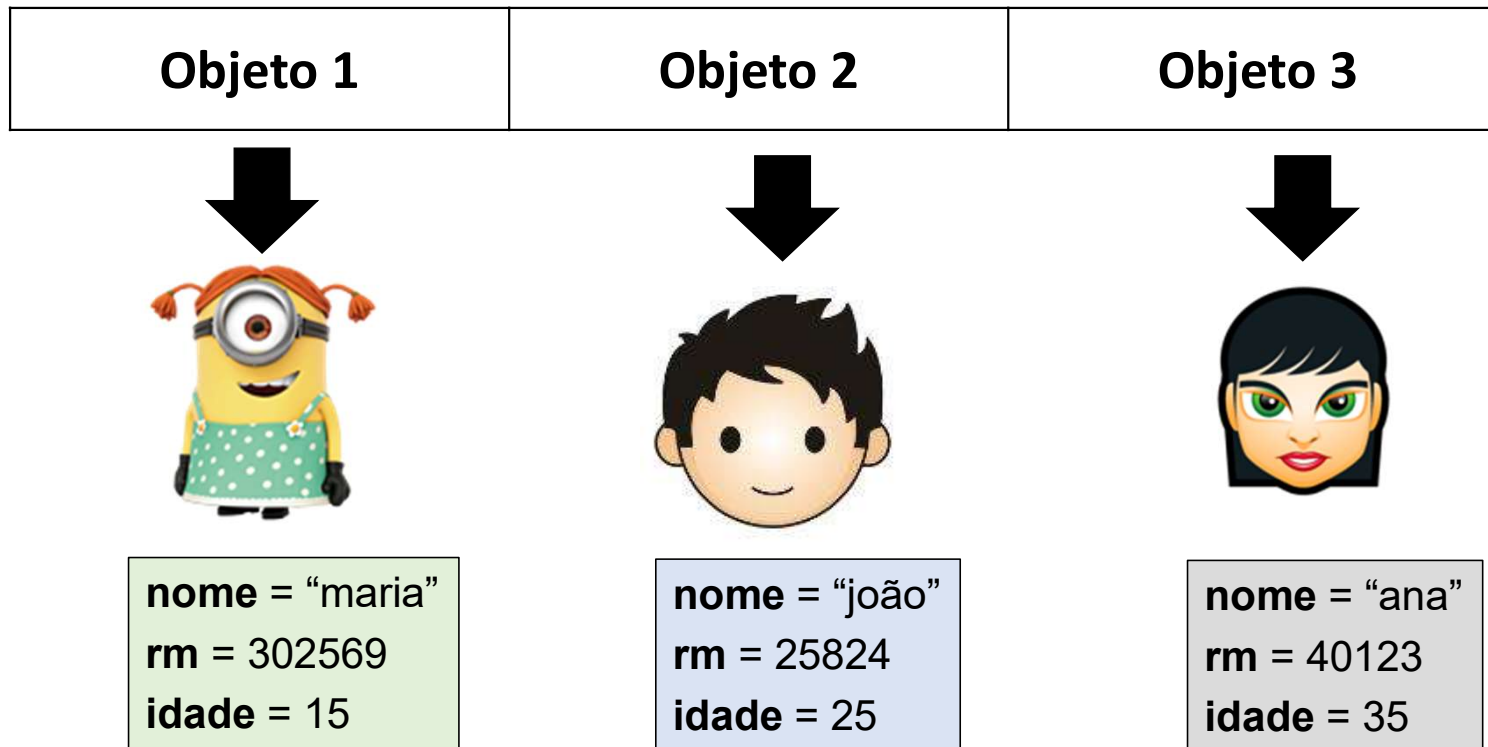 Objeto 1
Objeto 2
Objeto 3
nome = “maria”
rm = 302569
idade = 15
nome = “joão”
rm = 25824
idade = 25
nome = “ana”
rm = 40123
idade = 35